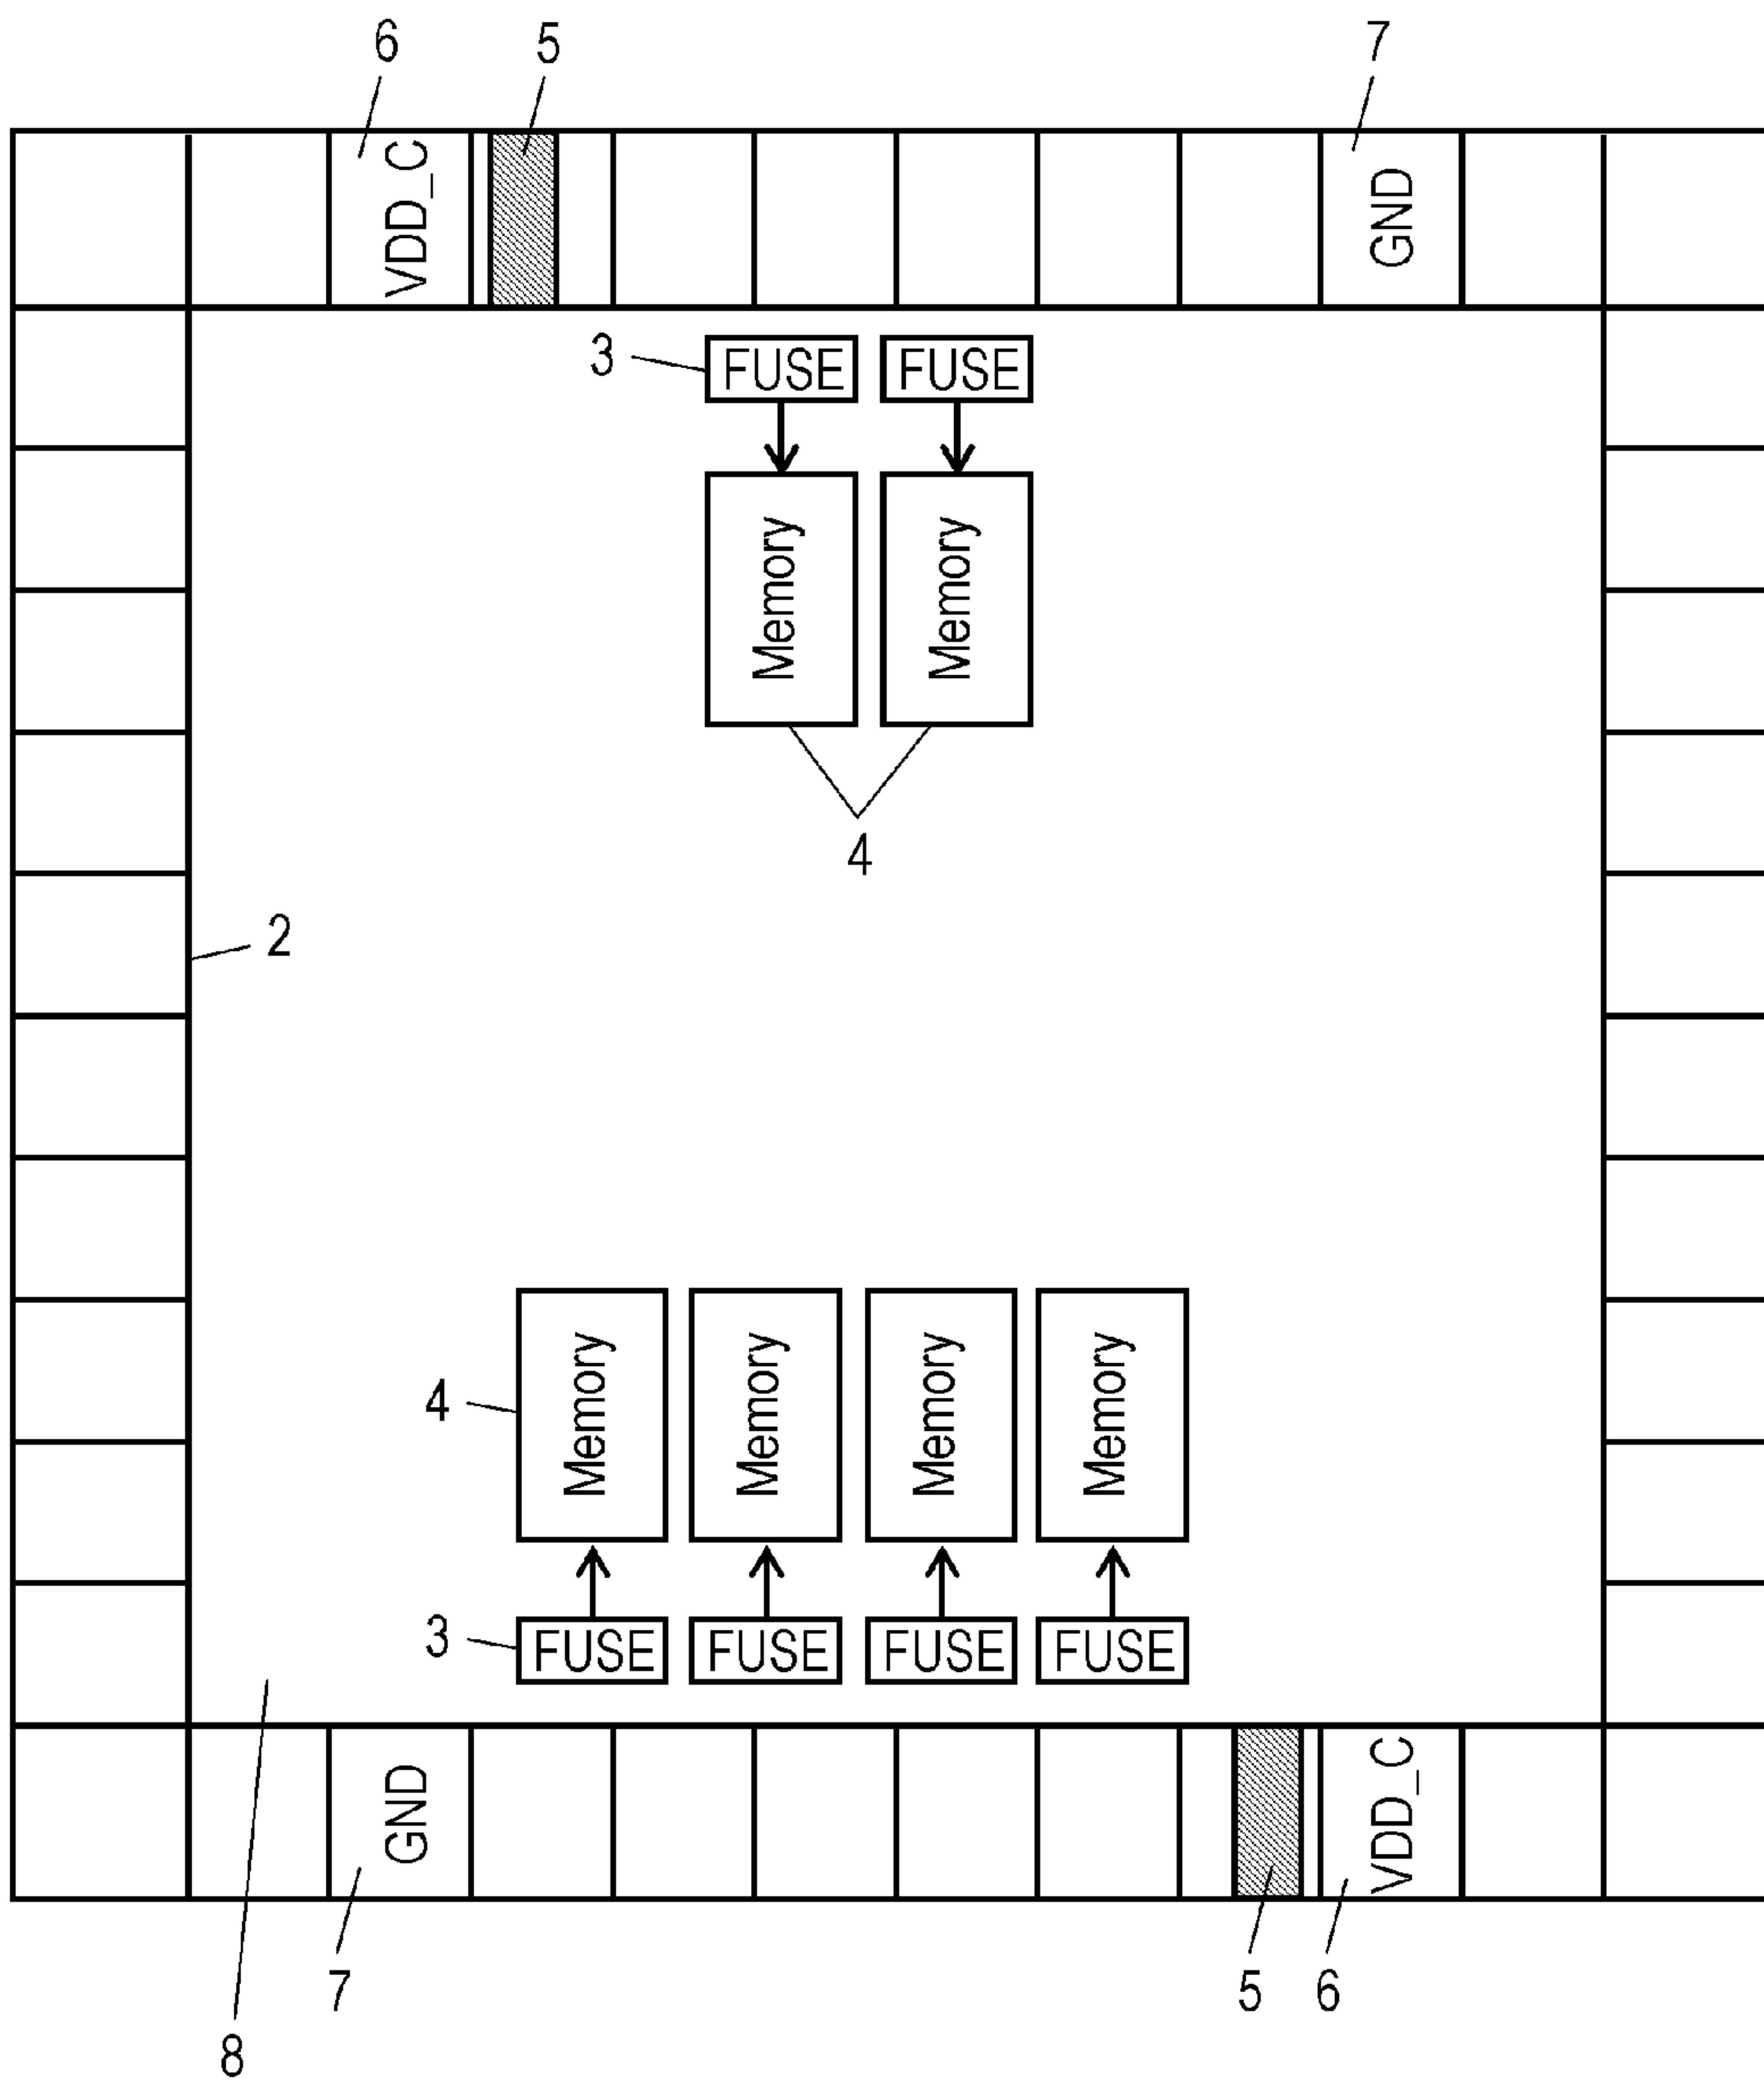 6 5 7
VDD_C GND
3 FUSE FUSE
Memory Memory
4
2
4 Memory Memory Memory Memory
3 FUSE FUSE FUSE FUSE
GND VDD_C
7 5 6
8